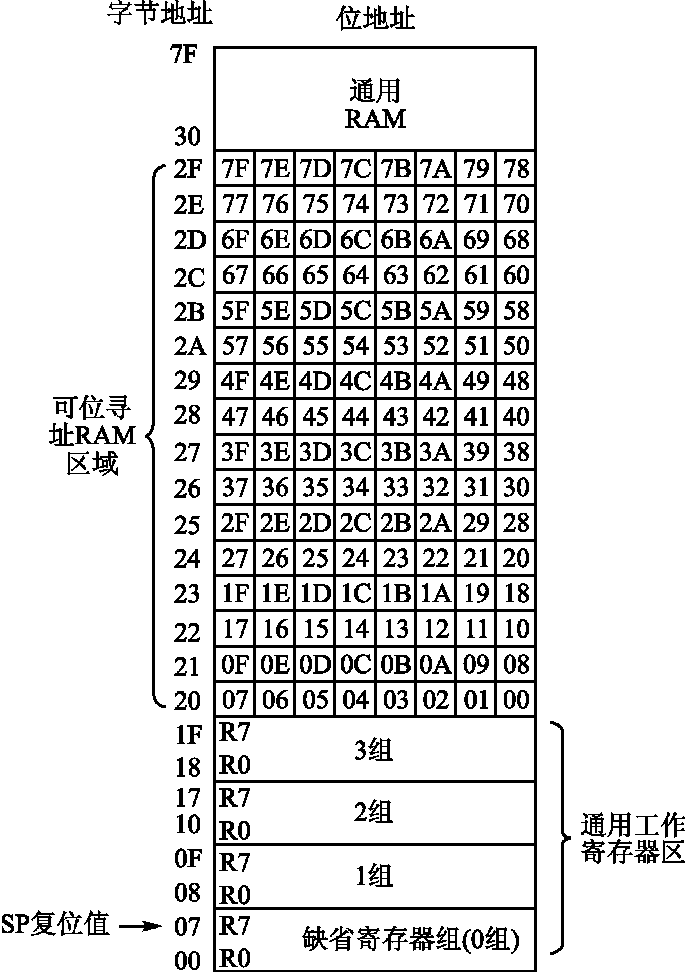 字节地址 位地址
7F
通用
RAM
30
2F 7F 7E 7D 7C 7B 7A 79 78
2E 77 76 75 74 73 72 71 70
2D 6F 6E 6D 6C 6B 6A 69 68
2C 67 66 65 64 63 62 61 60
2B 5F 5E 5D 5C 5B 5A 59 58
2A 57 56 55 54 53 52 51 50
29 4F 4E 4D 4C 4B 4A 49 48
28 47 46 45 44 43 42 41 40
27 3F 3E 3D 3C 3B 3A 39 38
26 37 36 35 34 33 32 31 30
25 2F 2E 2D 2C 2B 2A 29 28
24 27 26 25 24 23 22 21 20
23 1F 1E 1D 1C 1B 1A 19 18
22 17 16 15 14 13 12 11 10
21 0F 0E 0D 0C 0B 0A 09 08
20 07 06 05 04 03 02 01 00
可位寻
址RAM
区域
1F R7
3组
18 R0
17 R7
2组
10 R0
0F R7
1组
08 R0
SP复位值 07 R7
缺省寄存器组(0组)
00 R0
通用工作
寄存器区